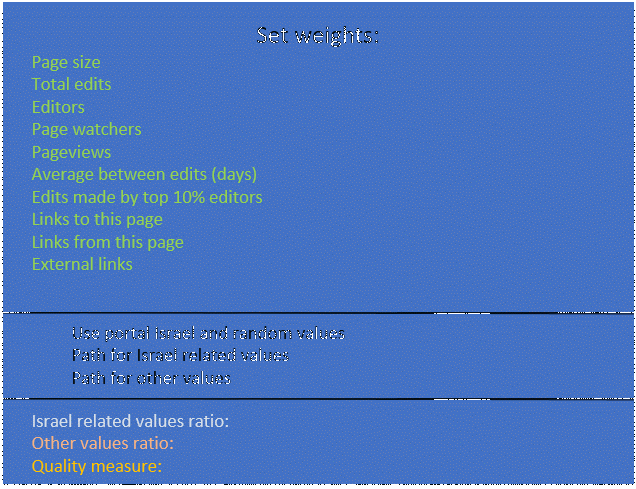 Set weights:
Page size
Total edits
Editors
Page watchers
Pageviews
Average between edits (days)
Edits made by top 10% editors
Links to this page
Links from this page
External links
Use portal israel and random values
Path for Israel related values
Path for other values
Israel related values ratio:
Other values ratio:
Quality measure: